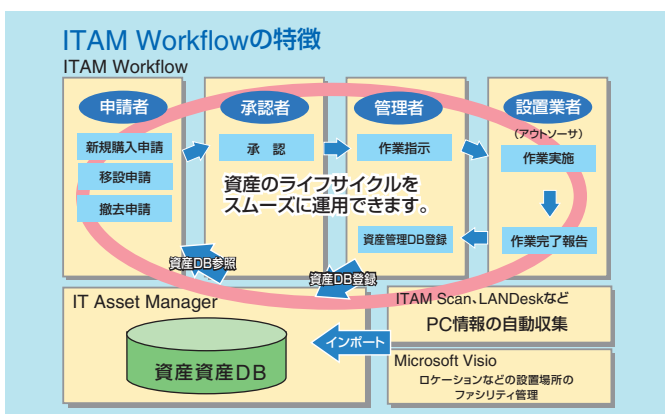 ITAM Workflowの特徴
ITAM Workflow
申請者
承認者
管理者
設置業者
(アウトソーサ)
新規購入申請
移設申請
撤去申請
承 認
作業指示
作業実施
資産のライフサイクルを
スムーズに運用できます。
資産管理DB登録
作業完了報告
資産DB参照
資産DB登録
IT Asset Manager
資産資産DB
インポート
ITAM Scan、LANDeskなど
PC情報の自動収集
Microsoft Visio
ロケーションなどの設置場所の
ファシリティ管理